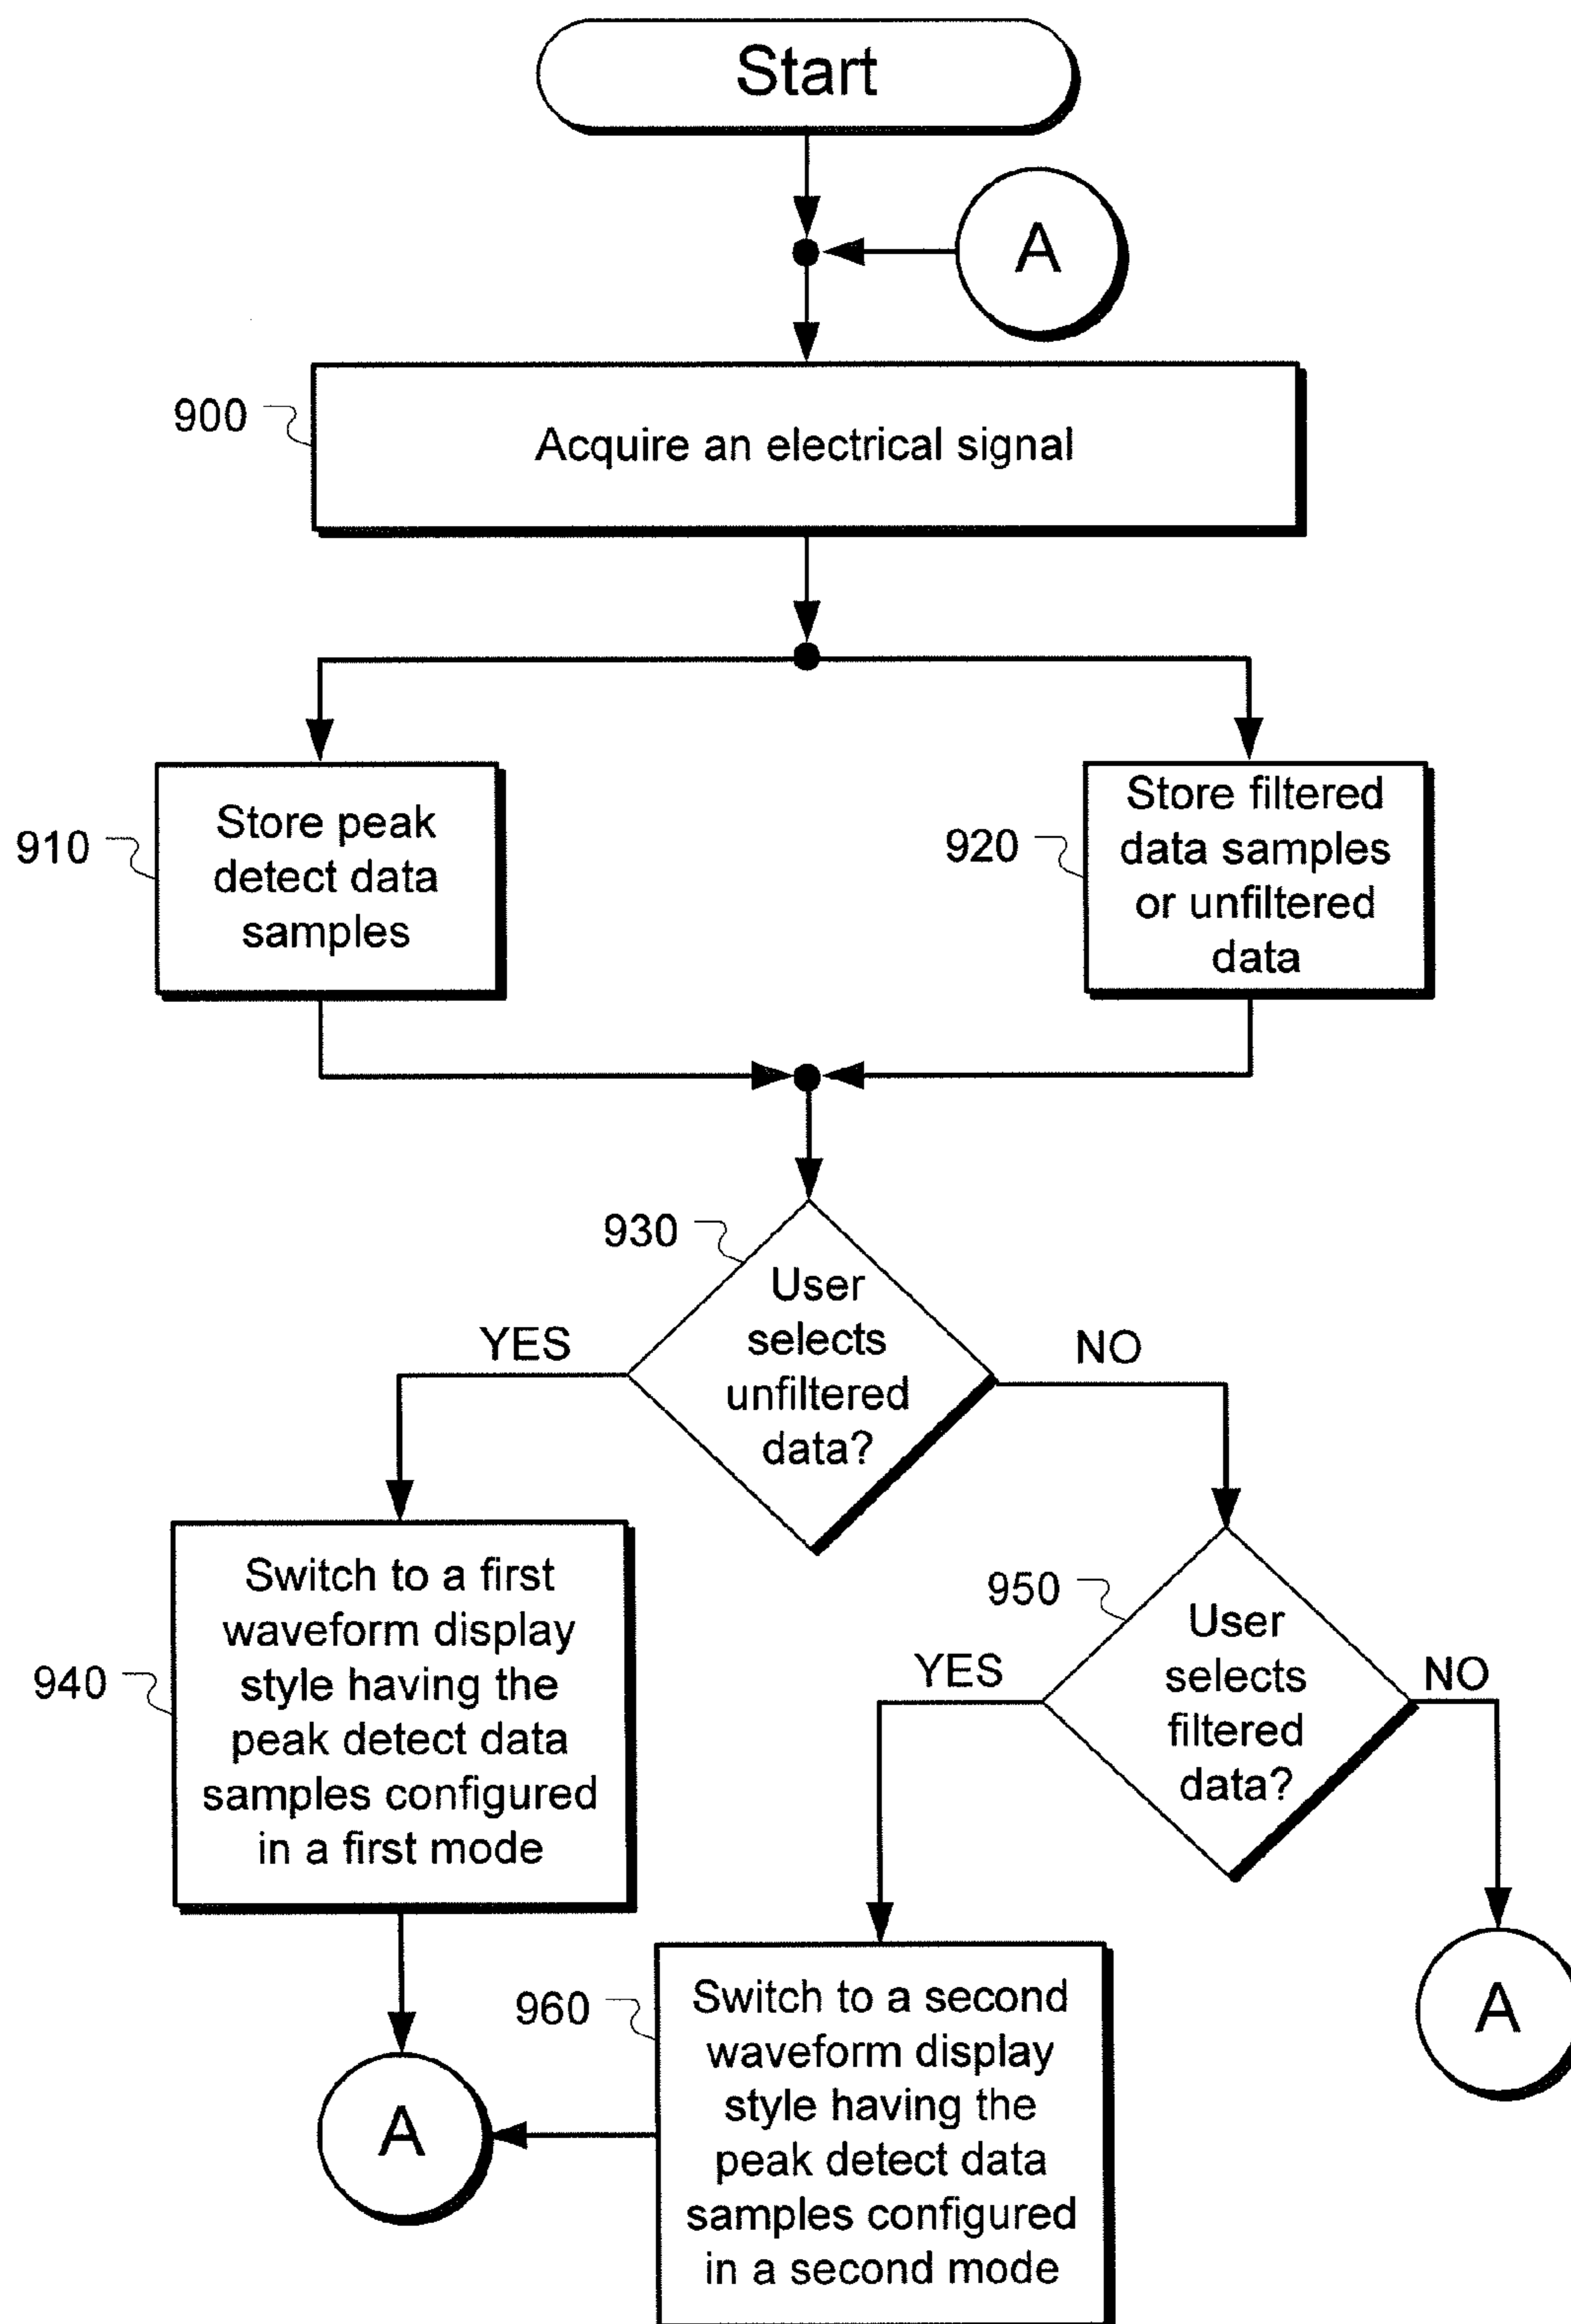 Start
A
900
Acquire an electrical signal
910
Store peak
detect data
samples
920
Store filtered
data samples
or unfiltered
data
930
User
selects
unfiltered
data?
YES
NO
940
Switch to a first
waveform display
style having the
peak detect data
samples configured
in a first mode
950
User
selects
filtered
data?
YES
NO
A
960
Switch to a second
waveform display
style having the
peak detect data
samples configured
in a second mode
A